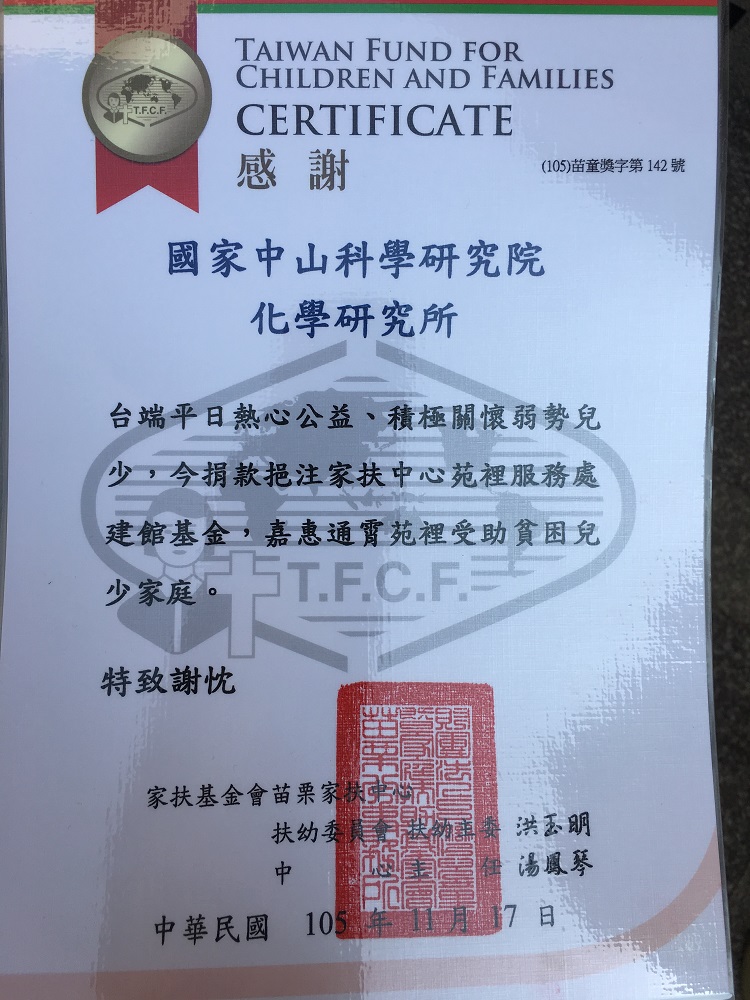 TAIWAN FUND FOR
CHILDREN AND FAMILIES
CERTIFICATE
T.F.C.F.
感謝
(105)苗童獎字第142號
國家中山科學研究院
化學研究所
台端平日熱心公益、積極關懷弱勢兒
少，今捐款挹注家扶中心苑裡服務處
建館基金，嘉惠通霄苑裡受助貧困兒
少家庭。
T.F.C.F.
特致謝忱
家扶基金會苗栗家扶中心
扶幼委員會 扶幼主委 洪玉明
中心主任 湯鳳琴
中華民國 105 年 11 月 17 日